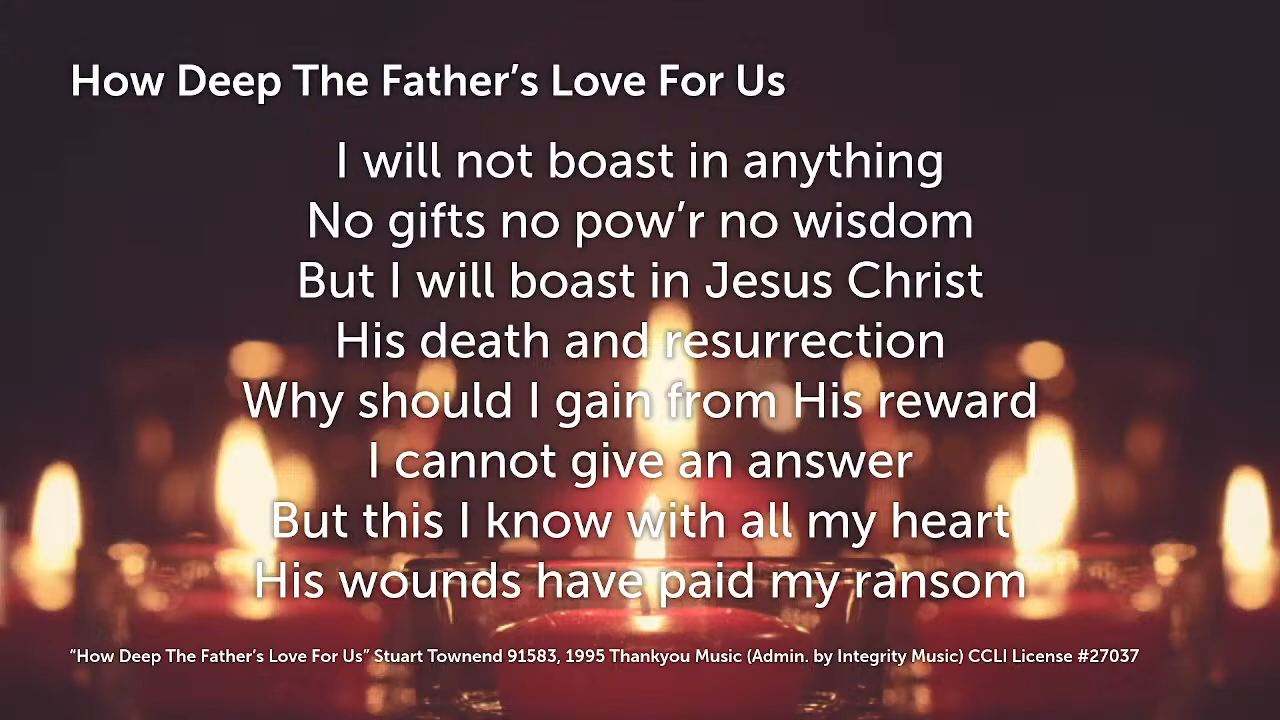 How Deep The Father’s Love For Us
I will not boast in anything
No gifts no pow’r no wisdom
But I will boast in Jesus Christ
His death and resurrection
Why should I gain from His reward
I cannot give an answer
But this I know with all my heart
His wounds have paid my ransom
“How Deep The Father’s Love For Us” Stuart Townend 91583, 1995 Thankyou Music (Admin. by Integrity Music) CCLI License #27037